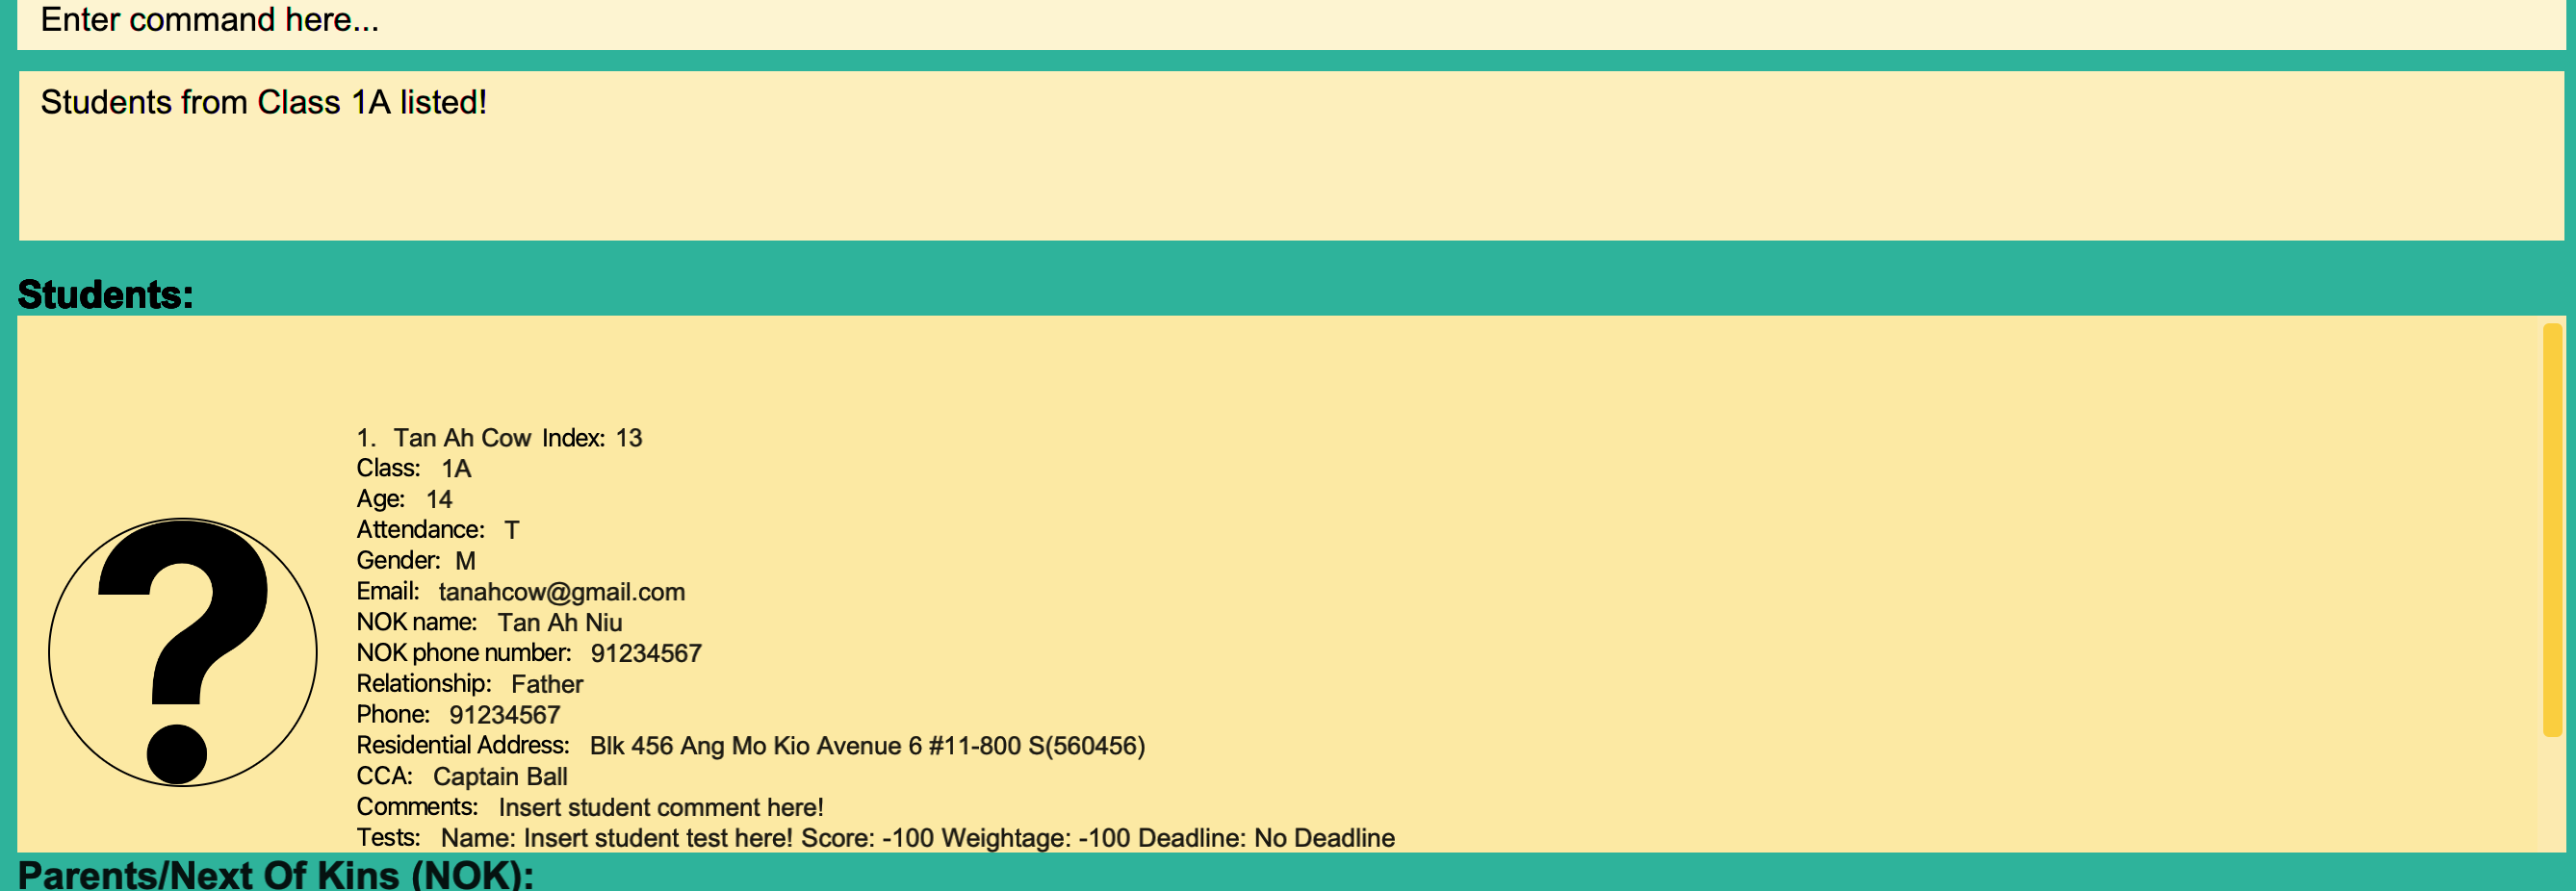 Enter command here...
Students from Class 1A listed!
Students:
1. Tan Ah Cow Index: 13
Class: 1A
Age: 14
Attendance: T
Gender: M
Email: tanahcow@gmail.com
NOK name: Tan Ah Niu
NOK phone number: 91234567
Relationship: Father
Phone: 91234567
Residential Address: Blk 456 Ang Mo Kio Avenue 6 #11-800 S(560456)
CCA: Captain Ball
Comments: Insert student comment here!
Tests: Name: Insert student test here! Score: -100 Weightage: -100 Deadline: No Deadline
Parents/Next Of Kins (NOK):